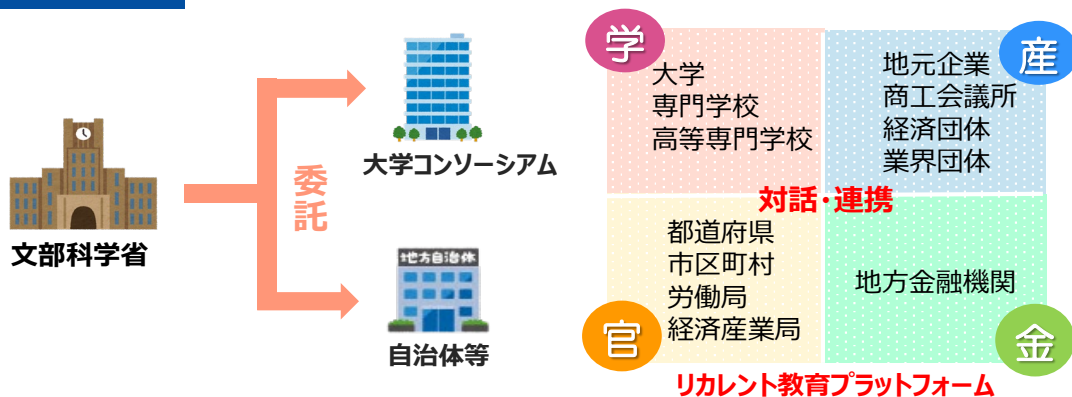 文部科学省
委託
大学コンソーシアム
地方自治体
自治体等
学
大学
専門学校
高等専門学校
産
地元企業
商工会議所
経済団体
業界団体
対話・連携
官
都道府県
市区町村
労働局
経済産業局
金
地方金融機関
リカレント教育プラットフォーム